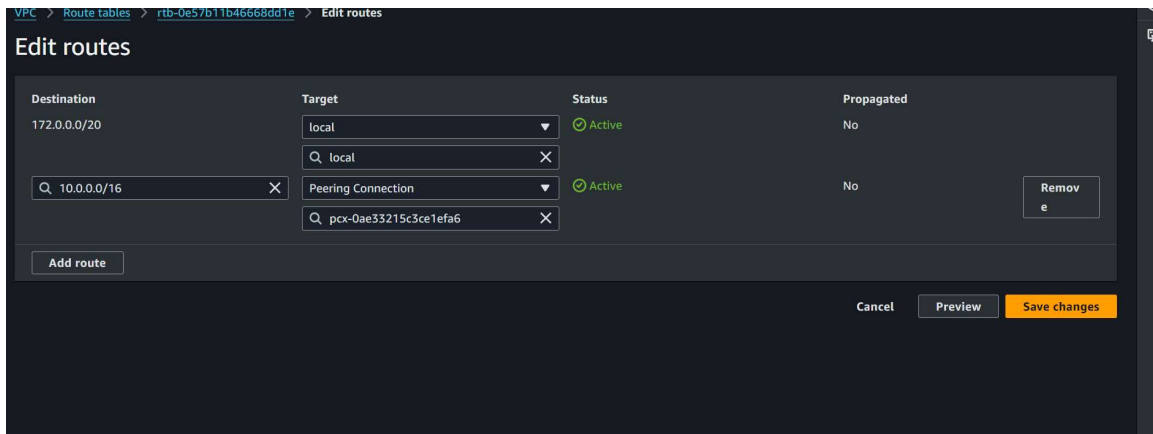 VPC > Route tables > rtb-0e57b11b46668dd1e > Edit routes
Edit routes
Destination Target Status Propagated
172.0.0.0/20 local Active No
local
10.0.0.0/16 Peering Connection Active No Remov
e
pcx-0ae33215c3ce1efa6
Add route
Cancel Preview Save changes